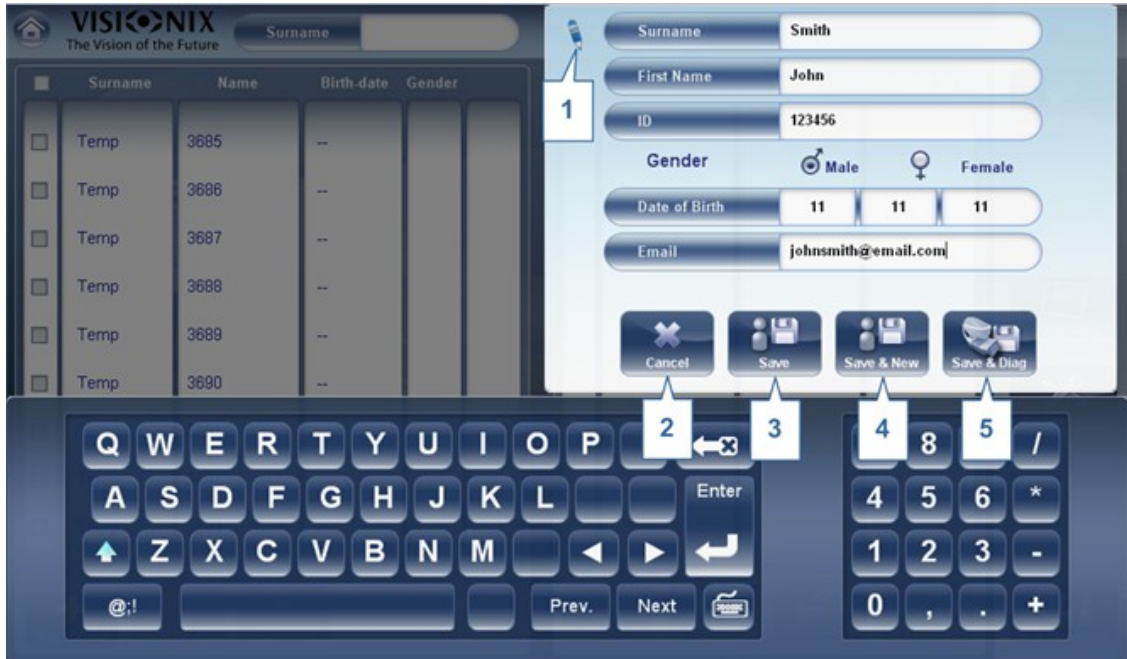 VISIONIX
The Vision of the Future
Surname
Surname Name Birth-date Gender
Temp 3685 --
Temp 3686 --
Temp 3687 --
Temp 3688 --
Temp 3689 --
Temp 3690 --
Surname Smith
First Name John
ID 123456
Gender Male Female
Date of Birth 11 11 11
Email johnsmith@email.com
Cancel Save Save & New Save & Diag
1
2 3 4 5
Q W E R T Y U I O P
A S D F G H J K L Enter
Z X C V B N M
@;! Prev. Next
8 /
4 5 6 *
1 2 3 -
0 , . +